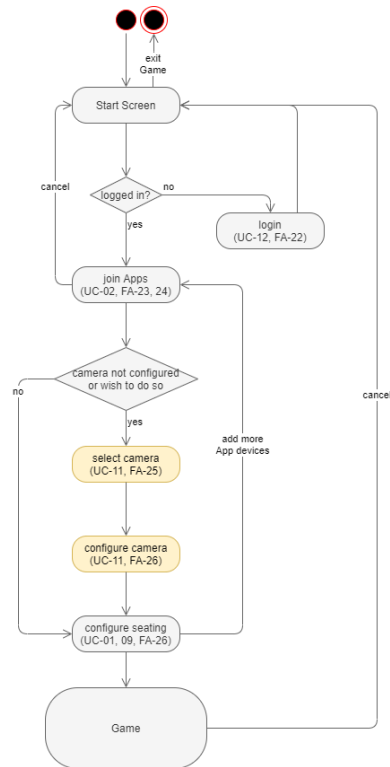 exit
Game
Start Screen
cancel
logged in?
no
yes
login
(UC-12, FA-22)
join Apps
(UC-02, FA-23, 24)
camera not configured
or wish to do so
no
cancel
yes
add more
App devices
select camera
(UC-11, FA-25)
configure camera
(UC-11, FA-26)
configure seating
(UC-01, 09, FA-26)
Game